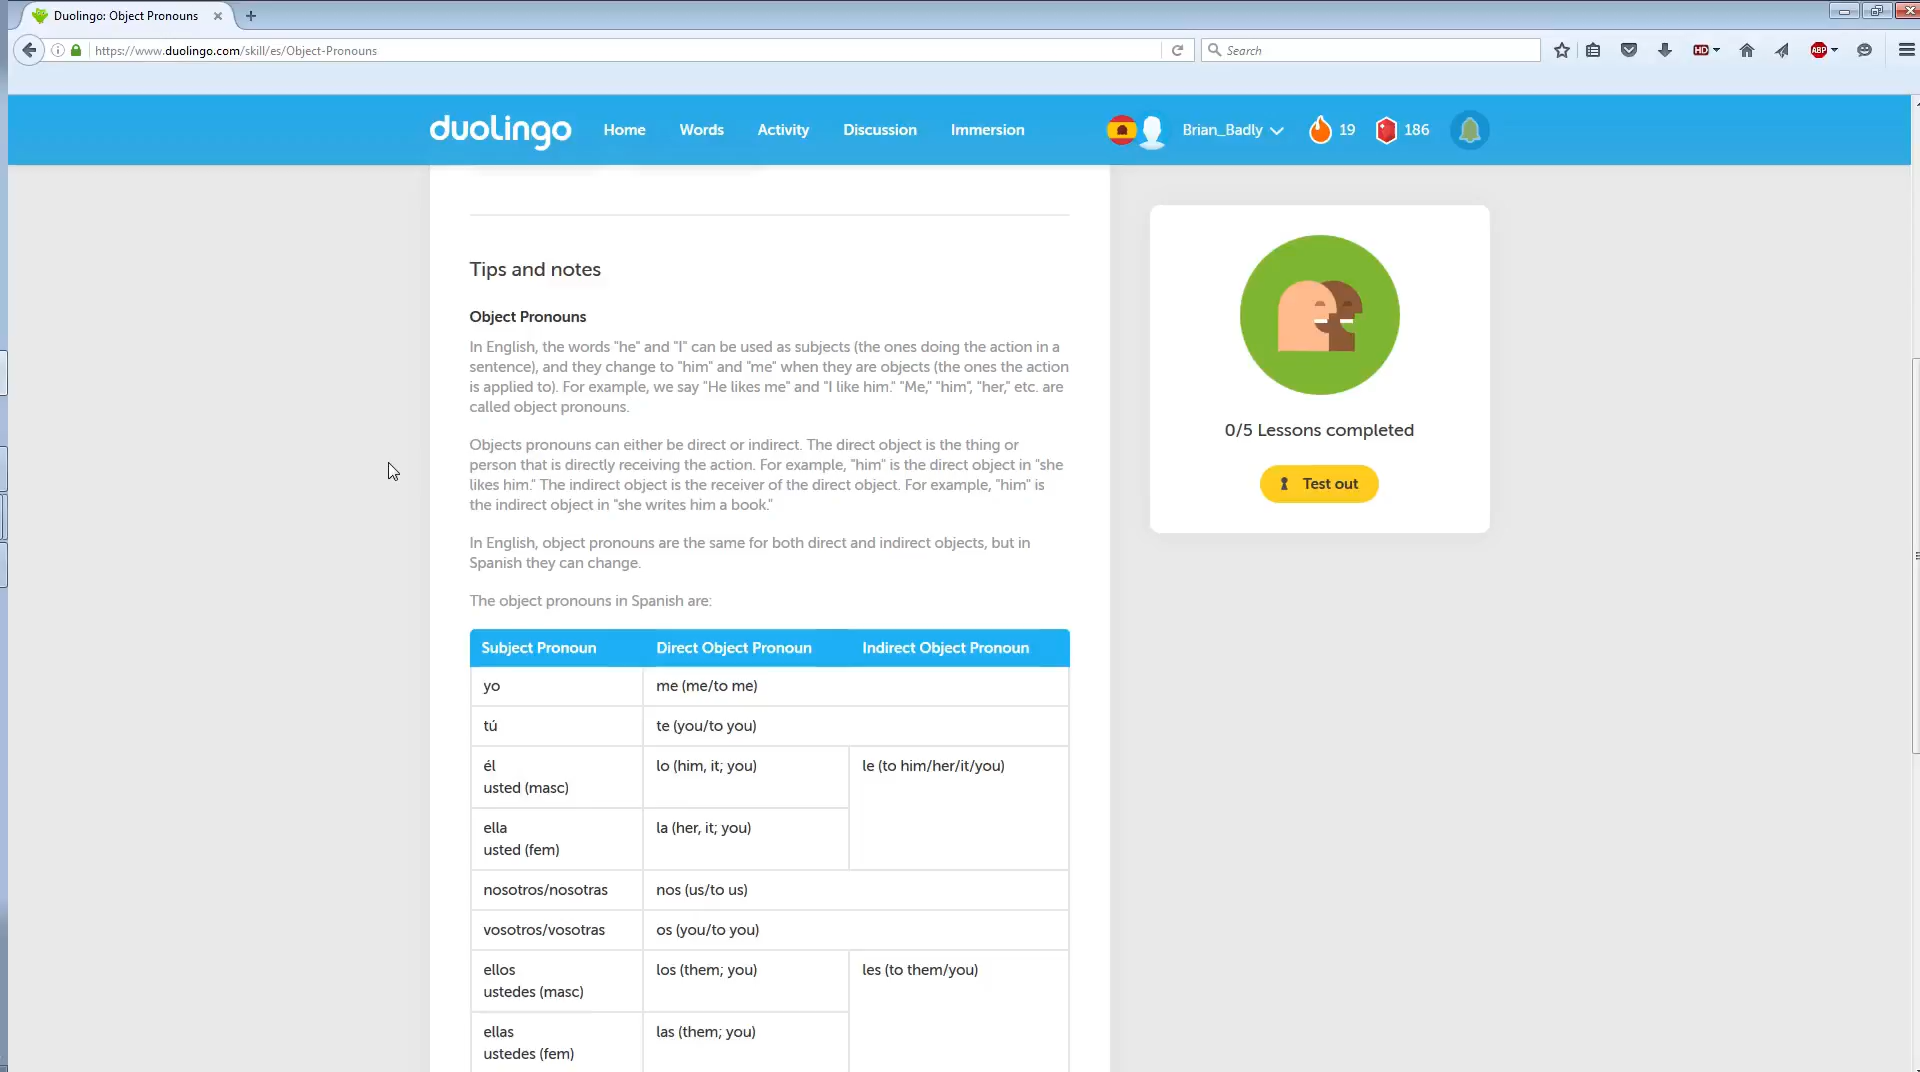 Duolingo: Object Pronouns
https://www.duolingo.com/skill/es/Object-Pronouns
Search
HD
ABP
duolingo
Home
Words
Activity
Discussion
Immersion
Brian_Badly
19
186
Tips and notes
Object Pronouns
In English, the words "he" and "I" can be used as subjects (the ones doing the action in a
sentence), and they change to "him" and "me" when they are objects (the ones the action
is applied to). For example, we say "He likes me" and "I like him." "Me," "him", "her," etc. are
called object pronouns.
Objects pronouns can either be direct or indirect. The direct object is the thing or
person that is directly receiving the action. For example, "him" is the direct object in "she
likes him." The indirect object is the receiver of the direct object. For example, "him" is
the indirect object in "she writes him a book."
In English, object pronouns are the same for both direct and indirect objects, but in
Spanish they can change.
The object pronouns in Spanish are:
Subject Pronoun Direct Object Pronoun Indirect Object Pronoun
yo me (me/to me)
tú te (you/to you)
él lo (him, it; you) le (to him/her/it/you)
usted (masc)
ella la (her, it; you)
usted (fem)
nosotros/nosotras nos (us/to us)
vosotros/vosotras os (you/to you)
ellos los (them; you) les (to them/you)
ustedes (masc)
ellas las (them; you)
ustedes (fem)
0/5 Lessons completed
Test out